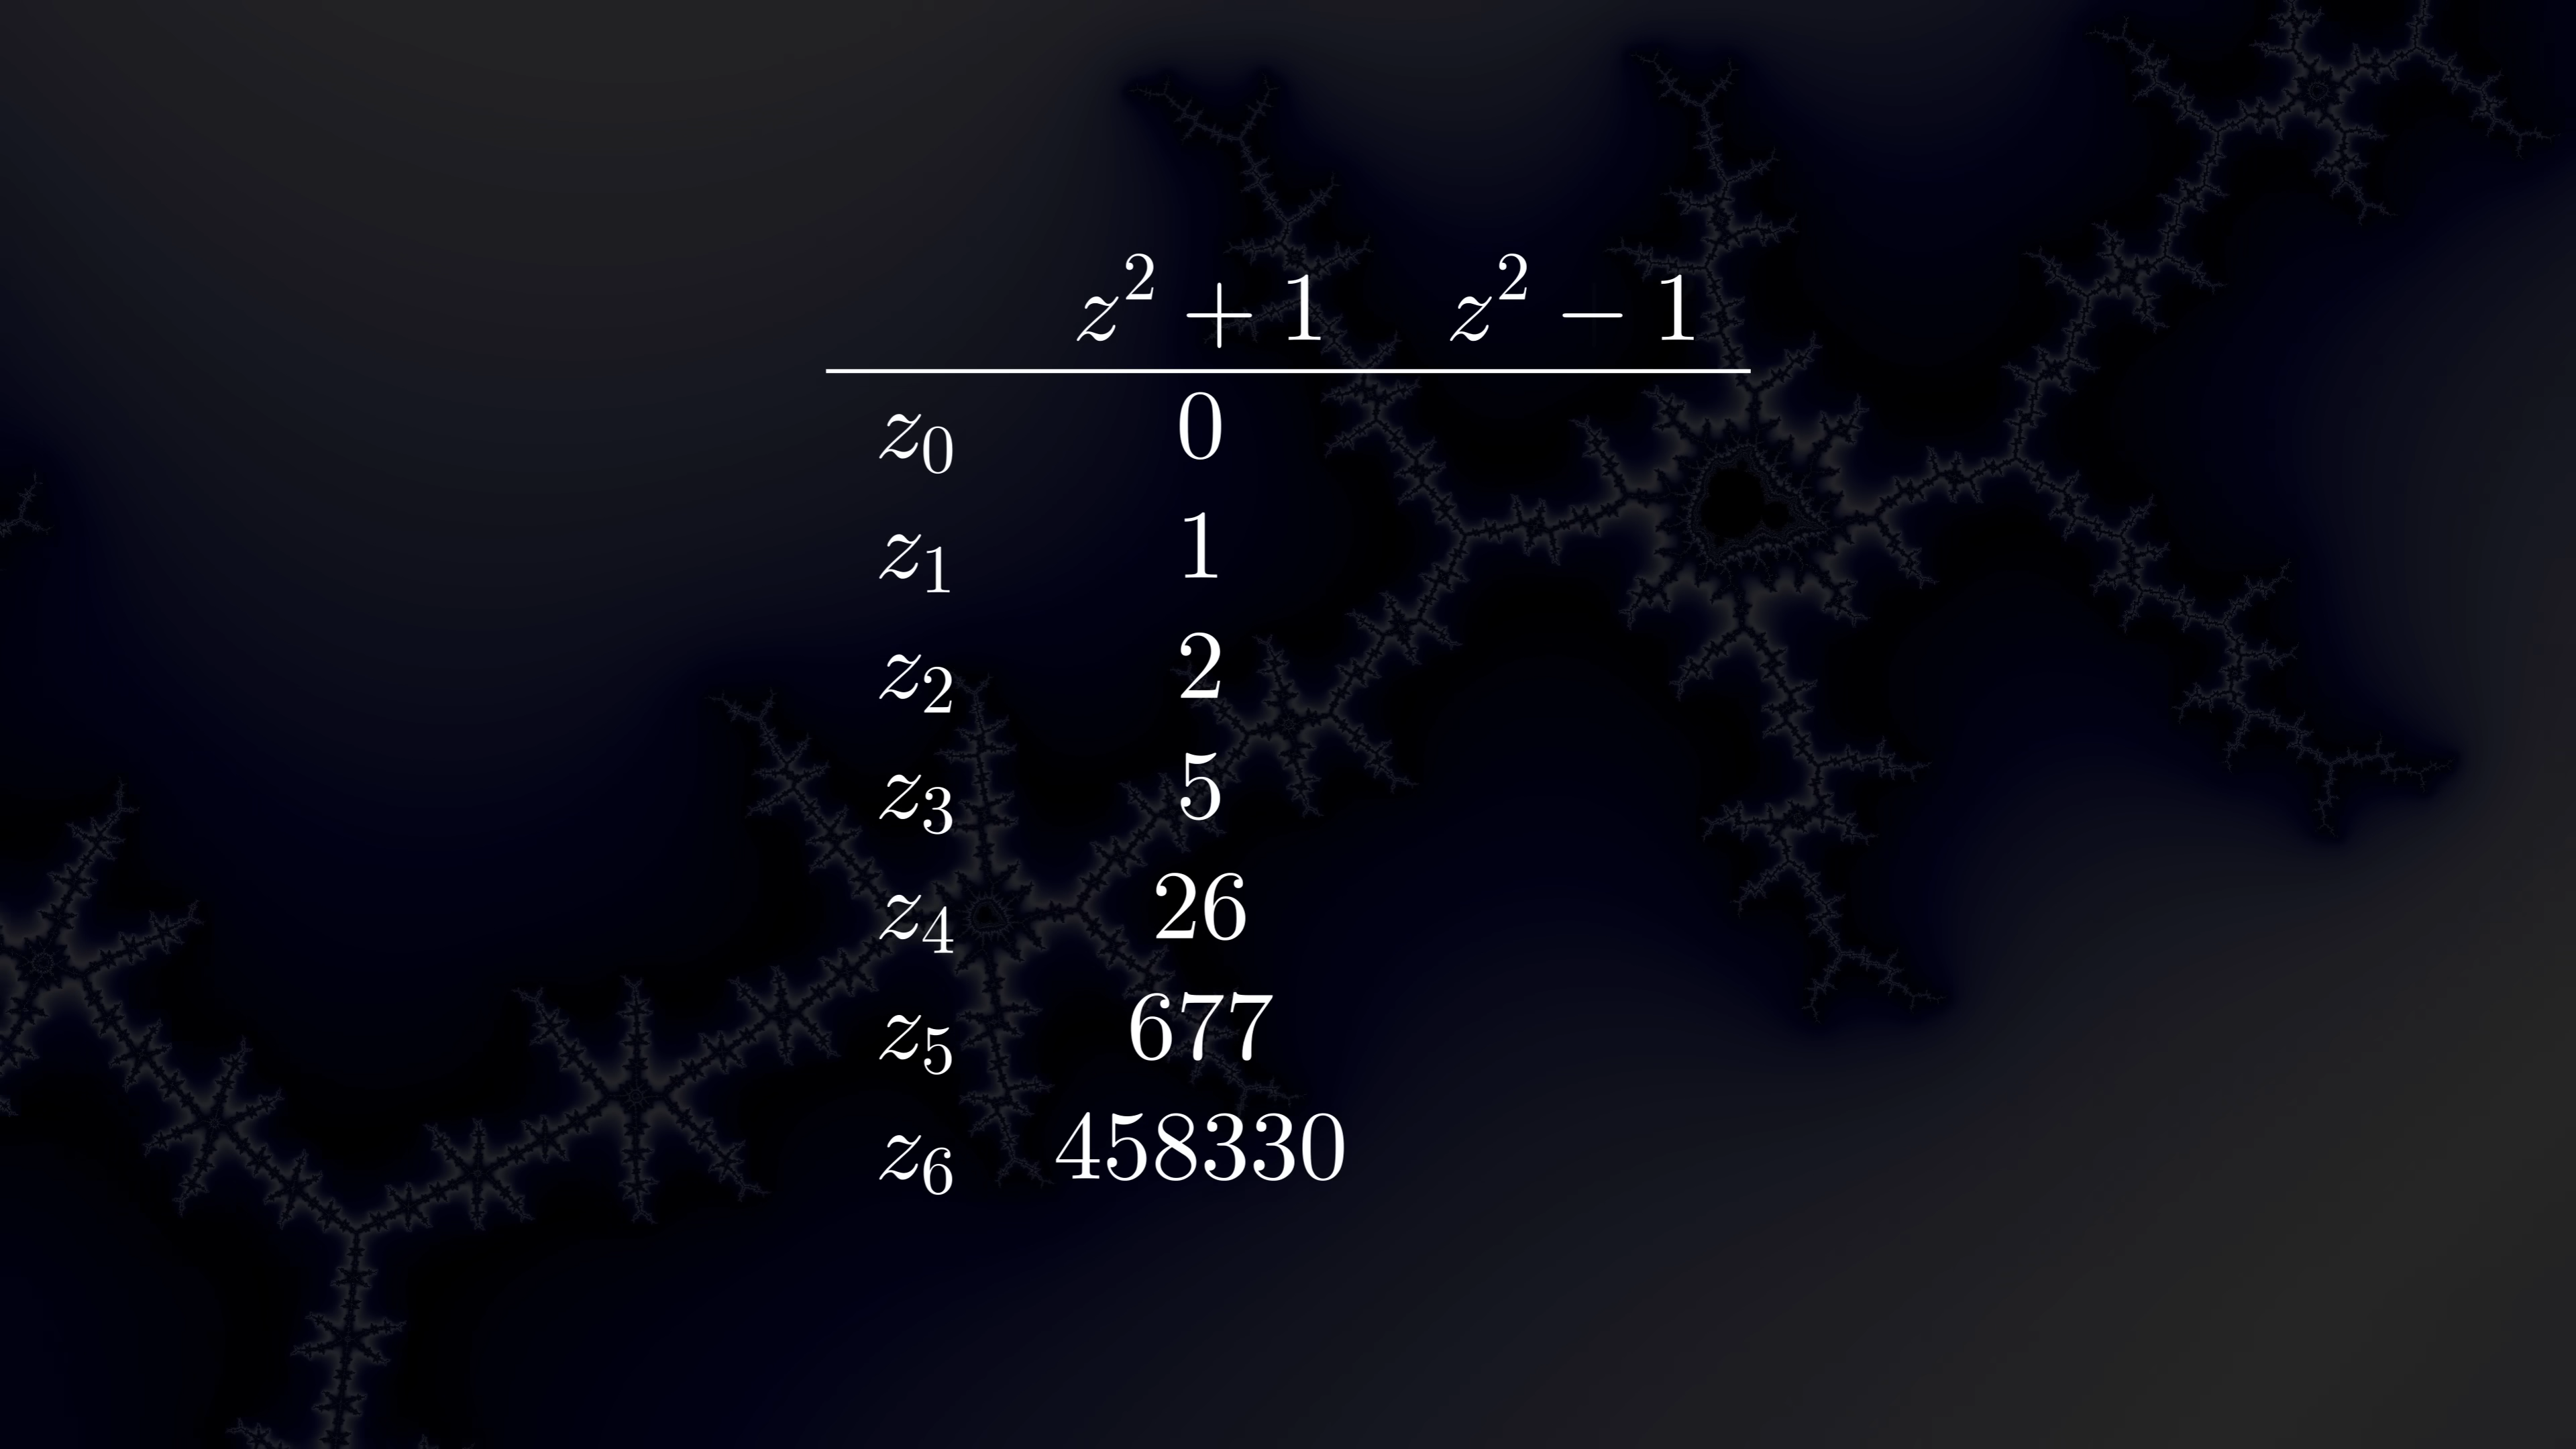 z² + 1 z² − 1
z₀ 0
z₁ 1
z₂ 2
z₃ 5
z₄ 26
z₅ 677
z₆ 458330